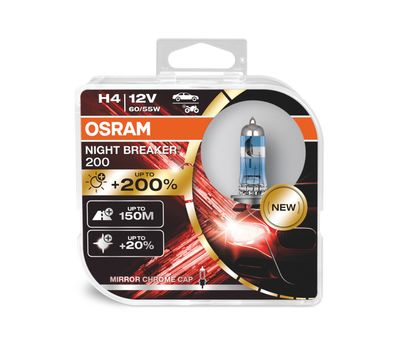 H4 | 12V
60/55W
OSRAM
NIGHT BREAKER
200
UP TO
+200%
UP TO
150M
UP TO
+20%
NEW
MIRROR CHROME CAP